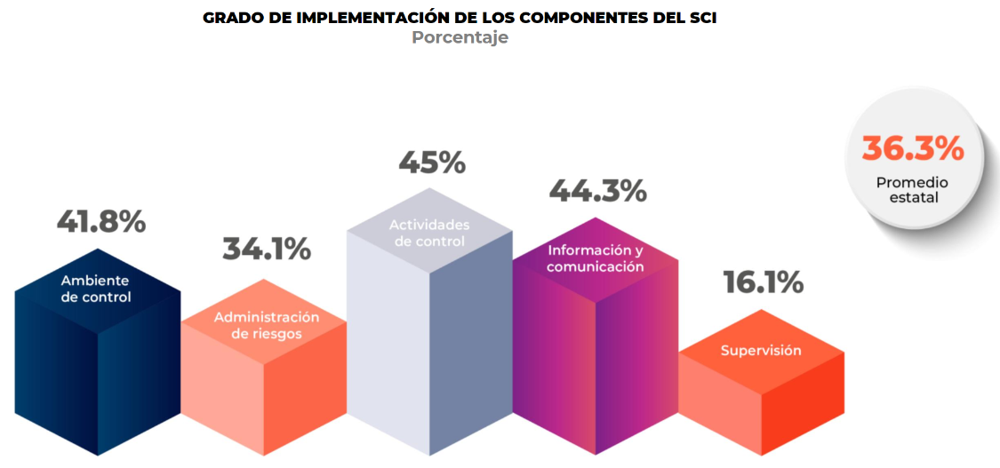 GRADO DE IMPLEMENTACIÓN DE LOS COMPONENTES DEL SCI
Porcentaje
41.8%
Ambiente
de control
34.1%
Administración
de riesgos
45%
Actividades
de control
44.3%
Información y
comunicación
16.1%
Supervisión
36.3%
Promedio
estatal